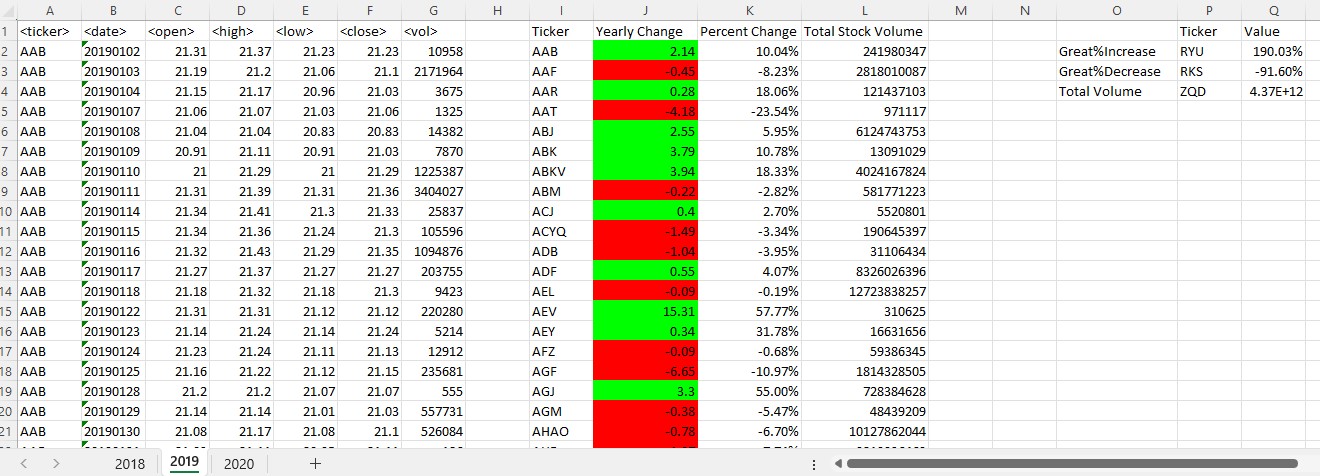 A B C D E F G H I J K L M N O P Q
1 <ticker> <date> <open> <high> <low> <close> <vol> Ticker Yearly Change Percent Change Total Stock Volume Ticker Value
2 AAB 20190102 21.31 21.37 21.23 21.23 10958 AAB 2.14 10.04% 241980347 Great%Increase RYU 190.03%
3 AAB 20190103 21.19 21.2 21.06 21.1 2171964 AAF -0.45 -8.23% 2818010087 Great%Decrease RKS -91.60%
4 AAB 20190104 21.15 21.17 20.96 21.03 3675 AAR 0.28 18.06% 121437103 Total Volume ZQD 4.37E+12
5 AAB 20190107 21.06 21.07 21.03 21.06 1325 AAT -4.18 -23.54% 971117
6 AAB 20190108 21.04 21.04 20.83 20.83 14382 ABJ 2.55 5.95% 6124743753
7 AAB 20190109 20.91 21.11 20.91 21.03 7870 ABK 3.79 10.78% 13091029
8 AAB 20190110 21 21.29 21 21.29 1225387 ABKV 3.94 18.33% 4024167824
9 AAB 20190111 21.31 21.39 21.31 21.36 3404027 ABM -0.22 -2.82% 581771223
10 AAB 20190114 21.34 21.41 21.3 21.33 25837 ACJ 0.4 2.70% 5520801
11 AAB 20190115 21.34 21.36 21.24 21.3 105596 ACYQ -1.49 -3.34% 190645397
12 AAB 20190116 21.32 21.43 21.29 21.35 1094876 ADB -1.04 -3.95% 31106434
13 AAB 20190117 21.27 21.37 21.27 21.27 203755 ADF 0.55 4.07% 8326026396
14 AAB 20190118 21.18 21.32 21.18 21.3 9423 AEL -0.09 -0.19% 12723838257
15 AAB 20190122 21.31 21.31 21.12 21.12 220280 AEV 15.31 57.77% 310625
16 AAB 20190123 21.14 21.24 21.14 21.24 5214 AEY 0.34 31.78% 16631656
17 AAB 20190124 21.23 21.24 21.11 21.13 12912 AFZ -0.09 -0.68% 59386345
18 AAB 20190125 21.16 21.22 21.12 21.15 235681 AGF -6.65 -10.97% 1814328505
19 AAB 20190128 21.2 21.2 21.07 21.07 555 AGJ 3.3 55.00% 728384628
20 AAB 20190129 21.14 21.14 21.01 21.03 557731 AGM -0.38 -5.47% 48439209
21 AAB 20190130 21.08 21.17 21.08 21.1 526084 AHAO -0.78 -6.70% 10127862044
2018 2019 2020